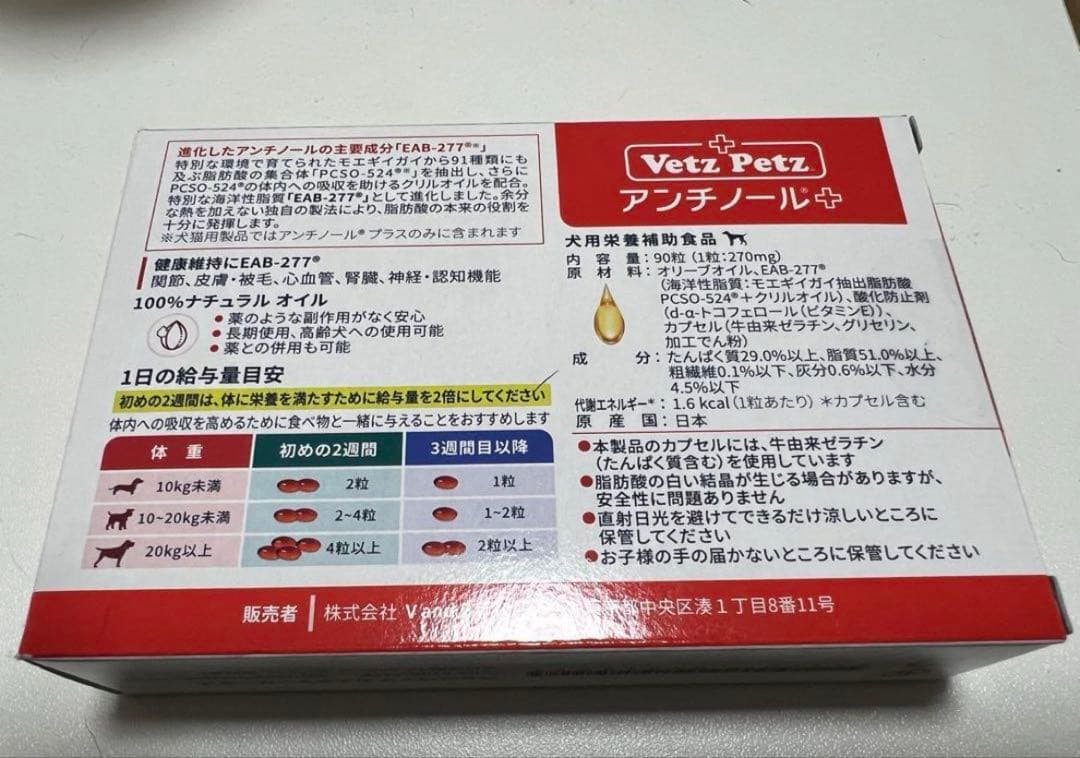 進化したアンチノールの主要成分「EAB-277®※」
特別な環境で育てられたモエギイガイから91種類にも
及ぶ脂肪酸の集合体「PCSO-524®※」を抽出し、さらに
PCSO-524®の体内への吸収を助けるクリルオイルを配合。
特別な海洋性脂質「EAB-277®」として進化しました。余分
な熱を加えない独自の製法により、脂肪酸の本来の役割を
十分に発揮します。
※犬猫用製品ではアンチノール® プラスのみに含まれます
健康維持にEAB-277®
関節、皮膚・被毛、心血管、腎臓、神経・認知機能
100%ナチュラル オイル
● 薬のような副作用がなく安心
● 長期使用、高齢犬への使用可能
● 薬との併用も可能
1日の給与量目安
初めの2週間は、体に栄養を満たすために給与量を2倍にしてください
体内への吸収を高めるために食べ物と一緒に与えることをおすすめします
体 重 初めの2週間 3週間目以降
10kg未満 2粒 1粒
10~20kg未満 2~4粒 1~2粒
20kg以上 4粒以上 2粒以上
Vetz Petz®
アンチノール®+
犬用栄養補助食品
内 容 量：90粒 (1粒：270mg)
原 材 料：オリーブオイル、EAB-277®
(海洋性脂質：モエギイガイ抽出脂肪酸
PCSO-524®＋クリルオイル)、酸化防止剤
(d-α-トコフェロール(ビタミンE))、
カプセル(牛由来ゼラチン、グリセリン、
加工でん粉)
成 分：たんぱく質29.0%以上、脂質51.0%以上、
粗繊維0.1%以下、灰分0.6%以下、水分
4.5%以下
代謝エネルギー*：1.6 kcal (1粒あたり) *カプセル含む
原 産 国：日本
●本製品のカプセルには、牛由来ゼラチン
(たんぱく質含む)を使用しています
●脂肪酸の白い結晶が生じる場合がありますが、
安全性に問題ありません
●直射日光を避けてできるだけ涼しいところに
保管してください
●お子様の手の届かないところに保管してください
販売者 株式会社 V and 京都中央区湊1丁目8番11号